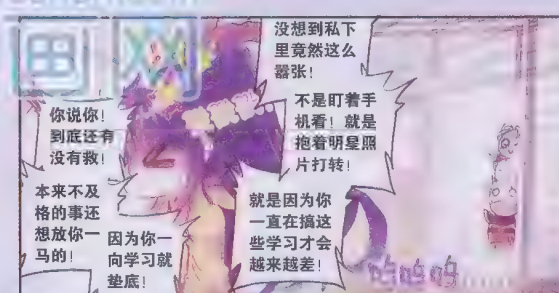 没想到私下
里竟然这么
嚣张！
不是盯着手
机看！就是
抱着明星照
片打转！
就是因为你
一直在搞这
些学习才会
越来越差！
你说你！
到底还有
没有救！
本来不及
格的事还
想放你一
马的！
因为你一
向学习就
垫底！
呜呜呜